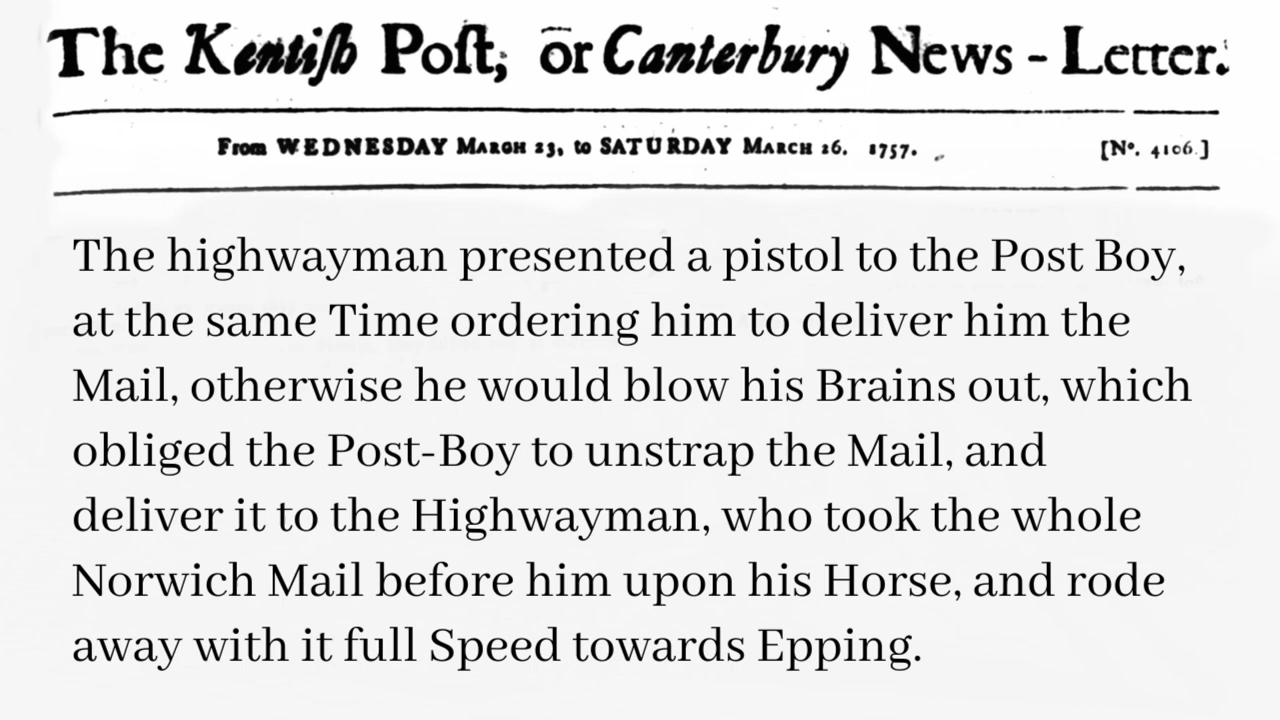 The Kentiſh Poſt, or Canterbury News - Letter.
From WEDNESDAY MARCH 23, to SATURDAY MARCH 26. 1757. [Nº. 4106.]
The highwayman presented a pistol to the Post Boy,
at the same Time ordering him to deliver him the
Mail, otherwise he would blow his Brains out, which
obliged the Post-Boy to unstrap the Mail, and
deliver it to the Highwayman, who took the whole
Norwich Mail before him upon his Horse, and rode
away with it full Speed towards Epping.